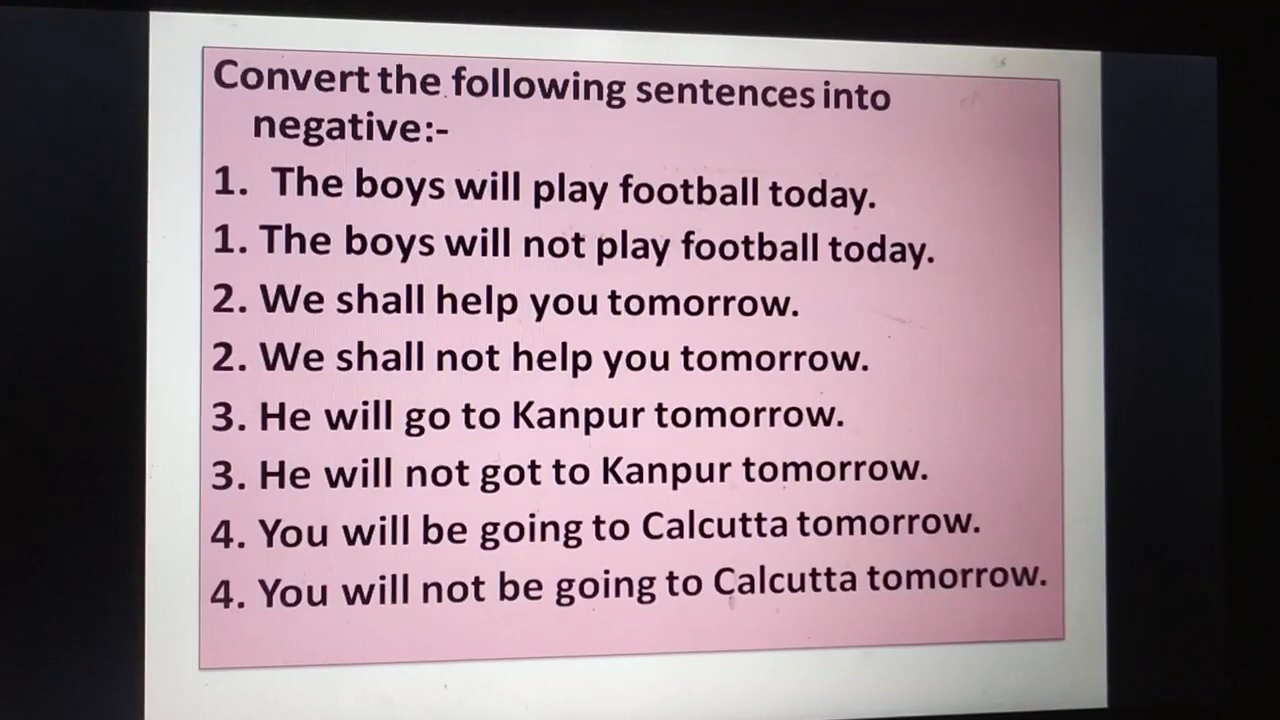 Convert the following sentences into
negative:-
1. The boys will play football today.
1. The boys will not play football today.
2. We shall help you tomorrow.
2. We shall not help you tomorrow.
3. He will go to Kanpur tomorrow.
3. He will not got to Kanpur tomorrow.
4. You will be going to Calcutta tomorrow.
4. You will not be going to Calcutta tomorrow.